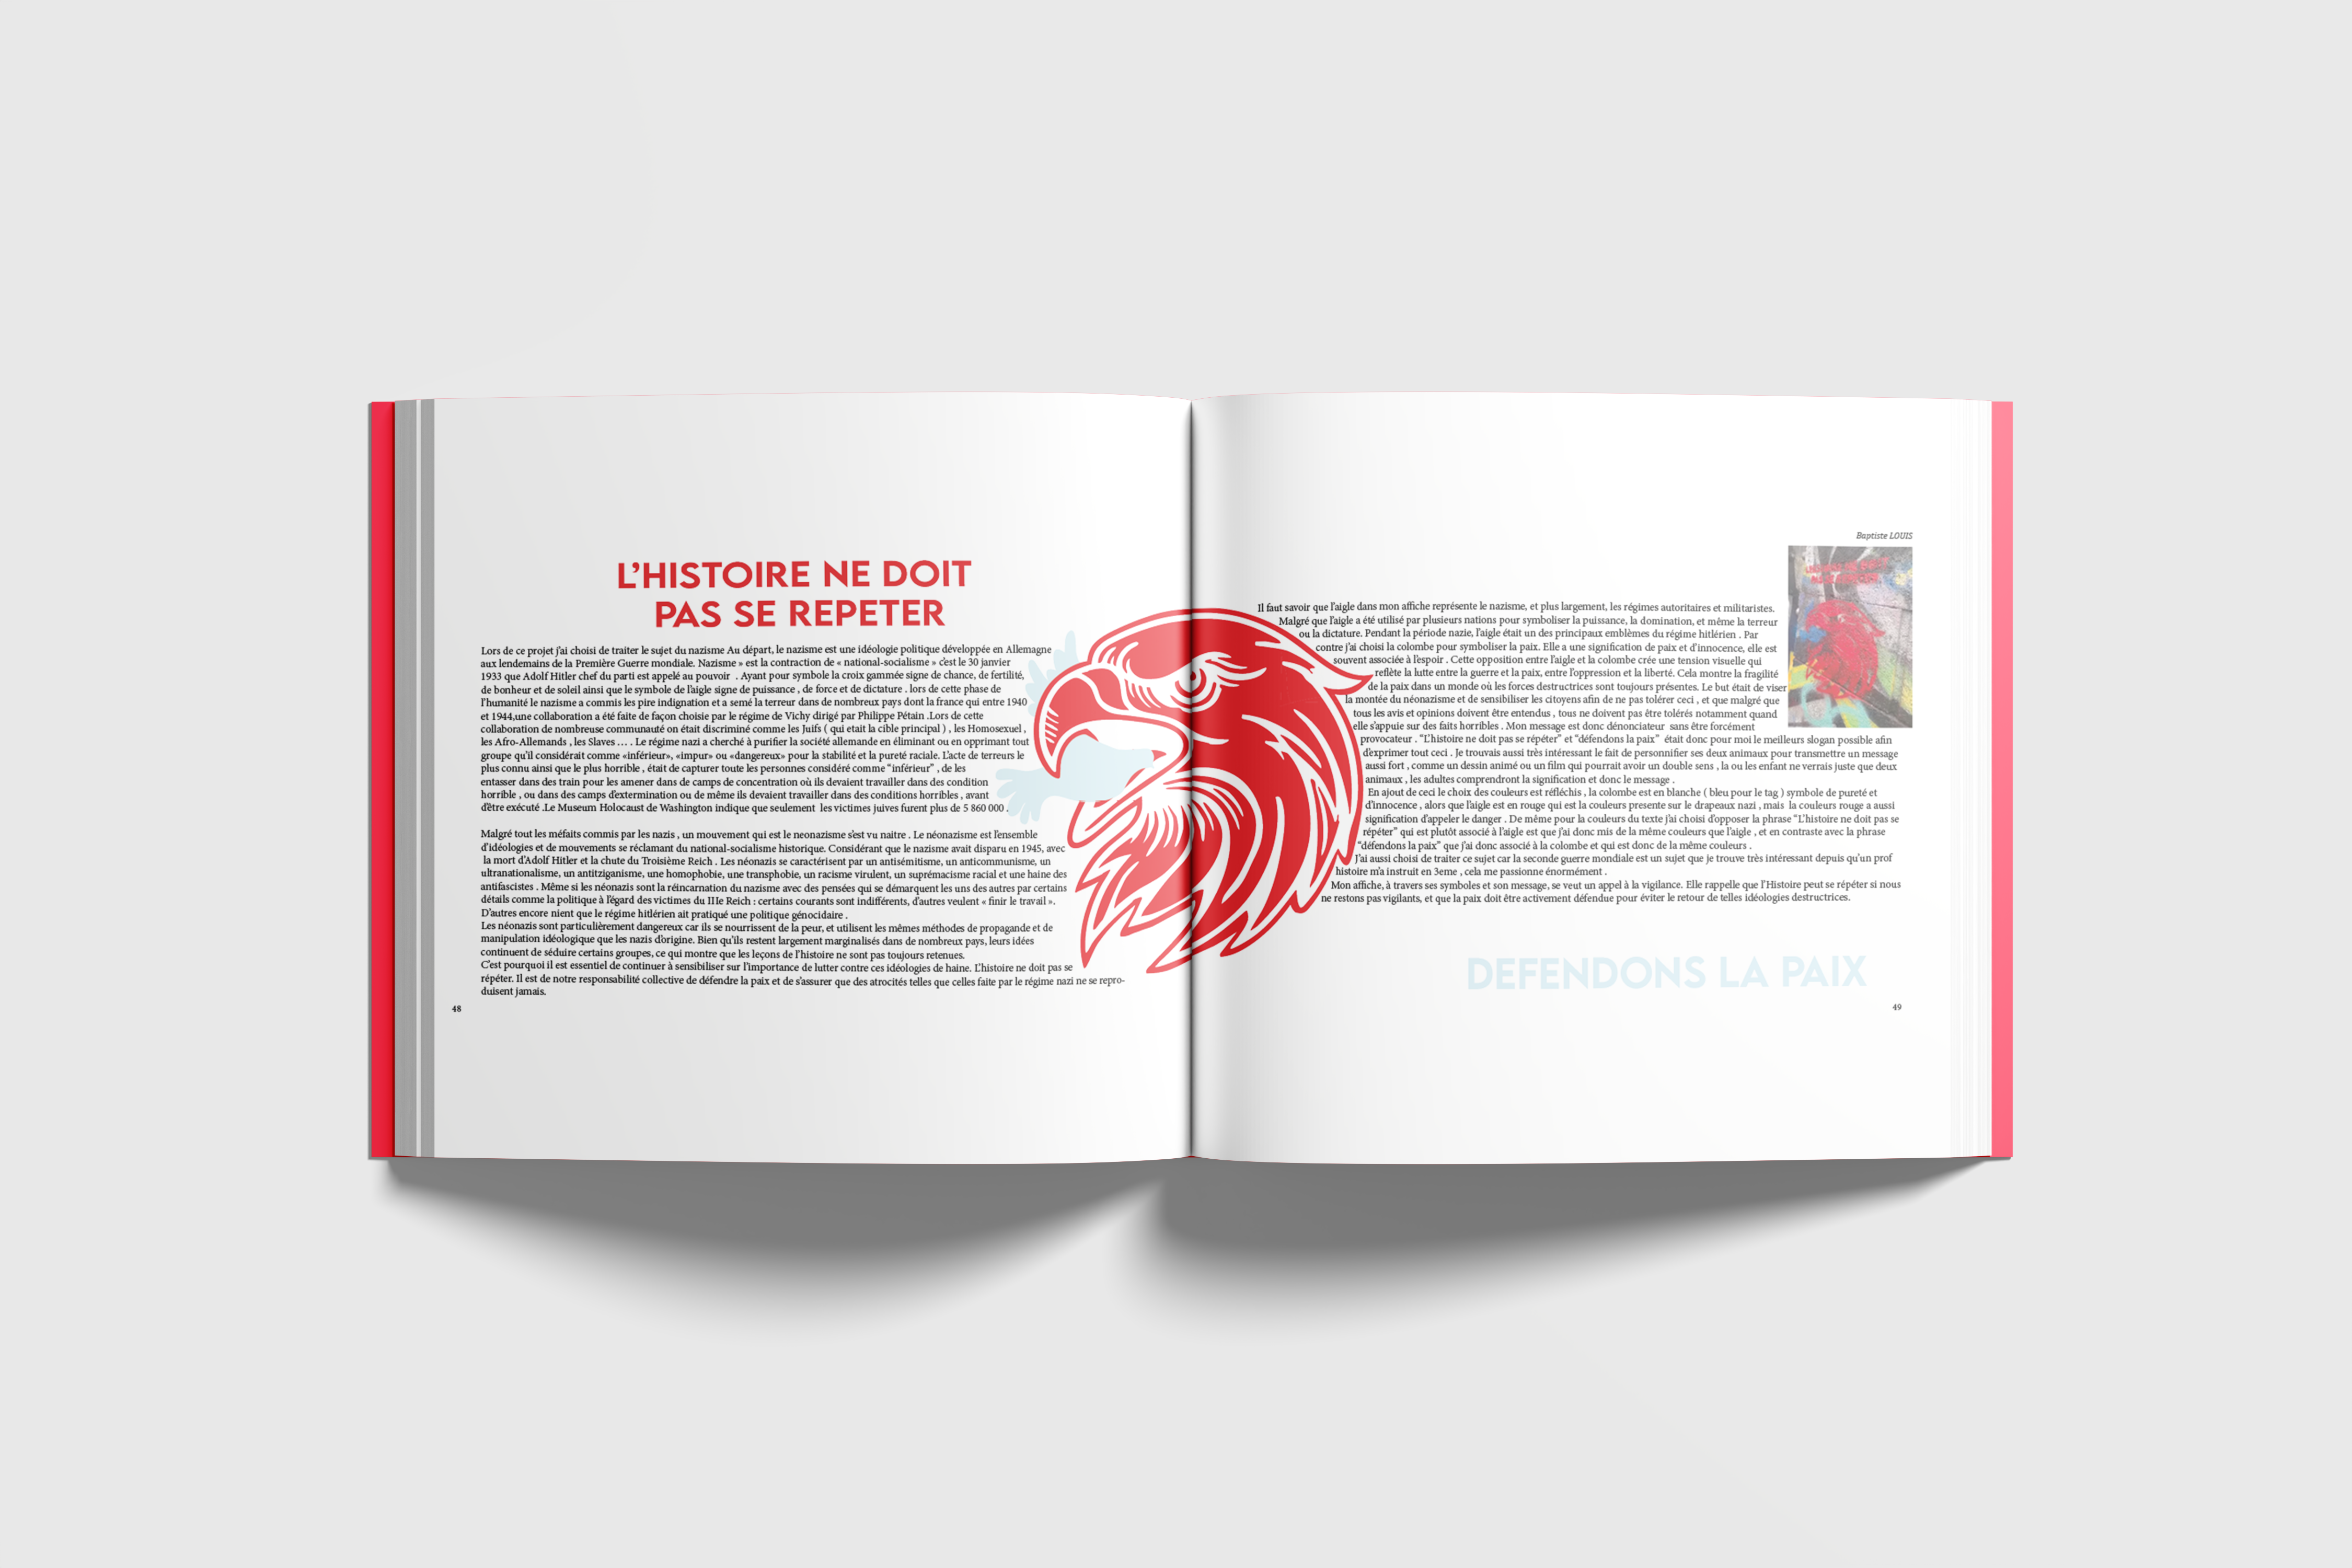 L'HISTOIRE NE DOIT
PAS SE REPETER
Lors de ce projet j'ai choisi de traiter le sujet du nazisme Au départ, le nazisme est une idéologie politique développée en Allemagne
aux lendemains de la Première Guerre mondiale. Nazisme » est la contraction de « national-socialisme » c'est le 30 janvier
1933 que Adolf Hitler chef du parti est appelé au pouvoir . Ayant pour symbole la croix gammée signe de chance, de fertilité,
de bonheur et de soleil ainsi que le symbole de l'aigle signe de puissance , de force et de dictature . lors de cette phase de
l'humanité le nazisme a commis les pire indignation et a semé la terreur dans de nombreux pays dont la france qui entre 1940
et 1944,une collaboration a été faite de façon choisie par le régime de Vichy dirigé par Philippe Pétain .Lors de cette
collaboration de nombreuse communauté on était discriminé comme les Juifs ( qui etait la cible principal ) , les Homosexuel ,
les Afro-Allemands , les Slaves ... . Le régime nazi a cherché à purifier la société allemande en éliminant ou en opprimant tout
groupe qu'il considérait comme «inférieur», «impur» ou «dangereux» pour la stabilité et la pureté raciale. L'acte de terreurs le
plus connu ainsi que le plus horrible , était de capturer toute les personnes considéré comme "inférieur" , de les
entasser dans des train pour les amener dans de camps de concentration où ils devaient travailler dans des condition
horrible , ou dans des camps d'extermination ou de même ils devaient travailler dans des conditions horribles , avant
d'être exécuté .Le Museum Holocaust de Washington indique que seulement les victimes juives furent plus de 5 860 000 .
Malgré tout les méfaits commis par les nazis , un mouvement qui est le neonazisme s'est vu naitre . Le néonazisme est l'ensemble
d'idéologies et de mouvements se réclamant du national-socialisme historique. Considérant que le nazisme avait disparu en 1945, avec
la mort d'Adolf Hitler et la chute du Troisième Reich . Les néonazis se caractérisent par un antisémitisme, un anticommunisme, un
ultranationalisme, un antitziganisme, une homophobie, une transphobie, un racisme virulent, un suprémacisme racial et une haine des
antifascistes . Même si les néonazis sont la réincarnation du nazisme avec des pensées qui se démarquent les uns des autres par certains
détails comme la politique à l'égard des victimes du IIIe Reich : certains courants sont indifférents, d'autres veulent « finir le travail ».
D'autres encore nient que le régime hitlérien ait pratiqué une politique génocidaire .
Les néonazis sont particulièrement dangereux car ils se nourrissent de la peur, et utilisent les mêmes méthodes de propagande et de
manipulation idéologique que les nazis d'origine. Bien qu'ils restent largement marginalisés dans de nombreux pays, leurs idées
continuent de séduire certains groupes, ce qui montre que les leçons de l'histoire ne sont pas toujours retenues.
C'est pourquoi il est essentiel de continuer à sensibiliser sur l'importance de lutter contre ces idéologies de haine. L'histoire ne doit pas se
répéter. Il est de notre responsabilité collective de défendre la paix et de s'assurer que des atrocités telles que celles faite par le régime nazi ne se repro-
duisent jamais.
48
Baptiste LOUIS
Il faut savoir que l'aigle dans mon affiche représente le nazisme, et plus largement, les régimes autoritaires et militaristes.
Malgré que l'aigle a été utilisé par plusieurs nations pour symboliser la puissance, la domination, et même la terreur
ou la dictature. Pendant la période nazie, l'aigle était un des principaux emblèmes du régime hitlérien . Par
contre j'ai choisi la colombe pour symboliser la paix. Elle a une signification de paix et d'innocence, elle est
souvent associée à l'espoir . Cette opposition entre l'aigle et la colombe crée une tension visuelle qui
reflète la lutte entre la guerre et la paix, entre l'oppression et la liberté. Cela montre la fragilité
de la paix dans un monde où les forces destructrices sont toujours présentes. Le but était de viser
la montée du néonazisme et de sensibiliser les citoyens afin de ne pas tolérer ceci , et que malgré que
tous les avis et opinions doivent être entendus , tous ne doivent pas être tolérés notamment quand
elle s'appuie sur des faits horribles . Mon message est donc dénonciateur sans être forcément
provocateur . "L'histoire ne doit pas se répéter" et "défendons la paix" était donc pour moi le meilleurs slogan possible afin
d'exprimer tout ceci . Je trouvais aussi très intéressant le fait de personnifier ses deux animaux pour transmettre un message
aussi fort , comme un dessin animé ou un film qui pourrait avoir un double sens , la ou les enfant ne verrais juste que deux
animaux , les adultes comprendront la signification et donc le message .
En ajout de ceci le choix des couleurs est réfléchis , la colombe est en blanche ( bleu pour le tag ) symbole de pureté et
d'innocence , alors que l'aigle est en rouge qui est la couleurs presente sur le drapeaux nazi , mais la couleurs rouge a aussi
signification d'appeler le danger . De même pour la couleurs du texte j'ai choisi d'opposer la phrase "L'histoire ne doit pas se
répéter" qui est plutôt associé à l'aigle est que j'ai donc mis de la même couleurs que l'aigle , et en contraste avec la phrase
"défendons la paix" que j'ai donc associé à la colombe et qui est donc de la même couleurs .
J'ai aussi choisi de traiter ce sujet car la seconde guerre mondiale est un sujet que je trouve très intéressant depuis qu'un prof
histoire m'a instruit en 3eme , cela me passionne énormément .
Mon affiche, à travers ses symboles et son message, se veut un appel à la vigilance. Elle rappelle que l'Histoire peut se répéter si nous
ne restons pas vigilants, et que la paix doit être activement défendue pour éviter le retour de telles idéologies destructrices.
DEFENDONS LA PAIX
49